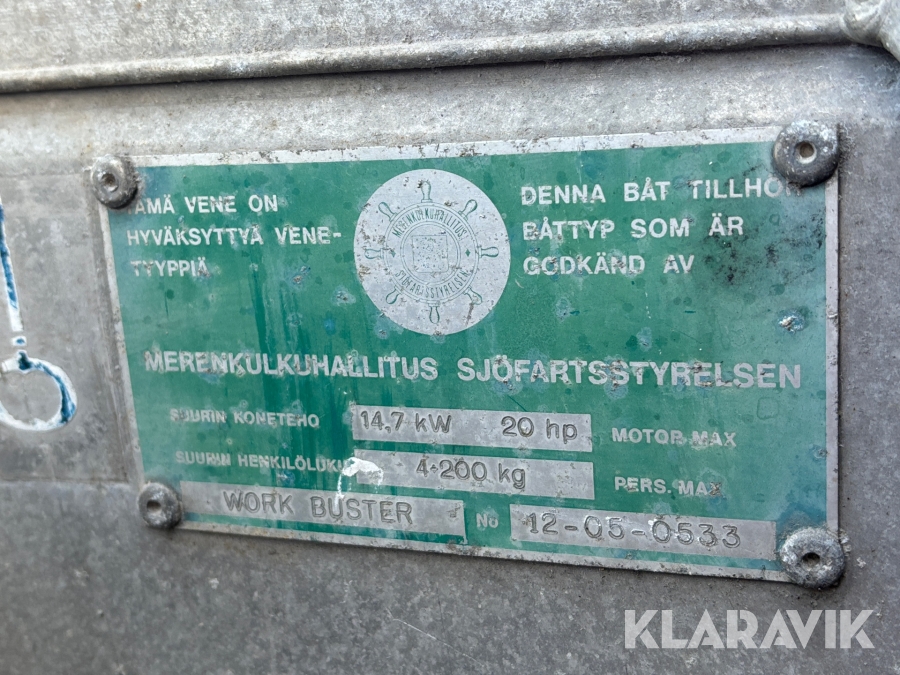 TÄMÄ VENE ON
HYVÄKSYTTYÄ VENE-
TYYPPIÄ
MERENKULKUHALLITUS
SJÖFARTSSTYRELSEN
DENNA BÅT TILLHÖR
BÅTTYP SOM ÄR
GODKÄND AV
MERENKULKUHALLITUS SJÖFARTSSTYRELSEN
SUURIN KONETEHO 14,7 kW 20 hp MOTOR MAX
SUURIN HENKILÖLUKU 4+200 kg PERS. MAX
WORK BUSTER No 12-05-0533
KLARAVIK